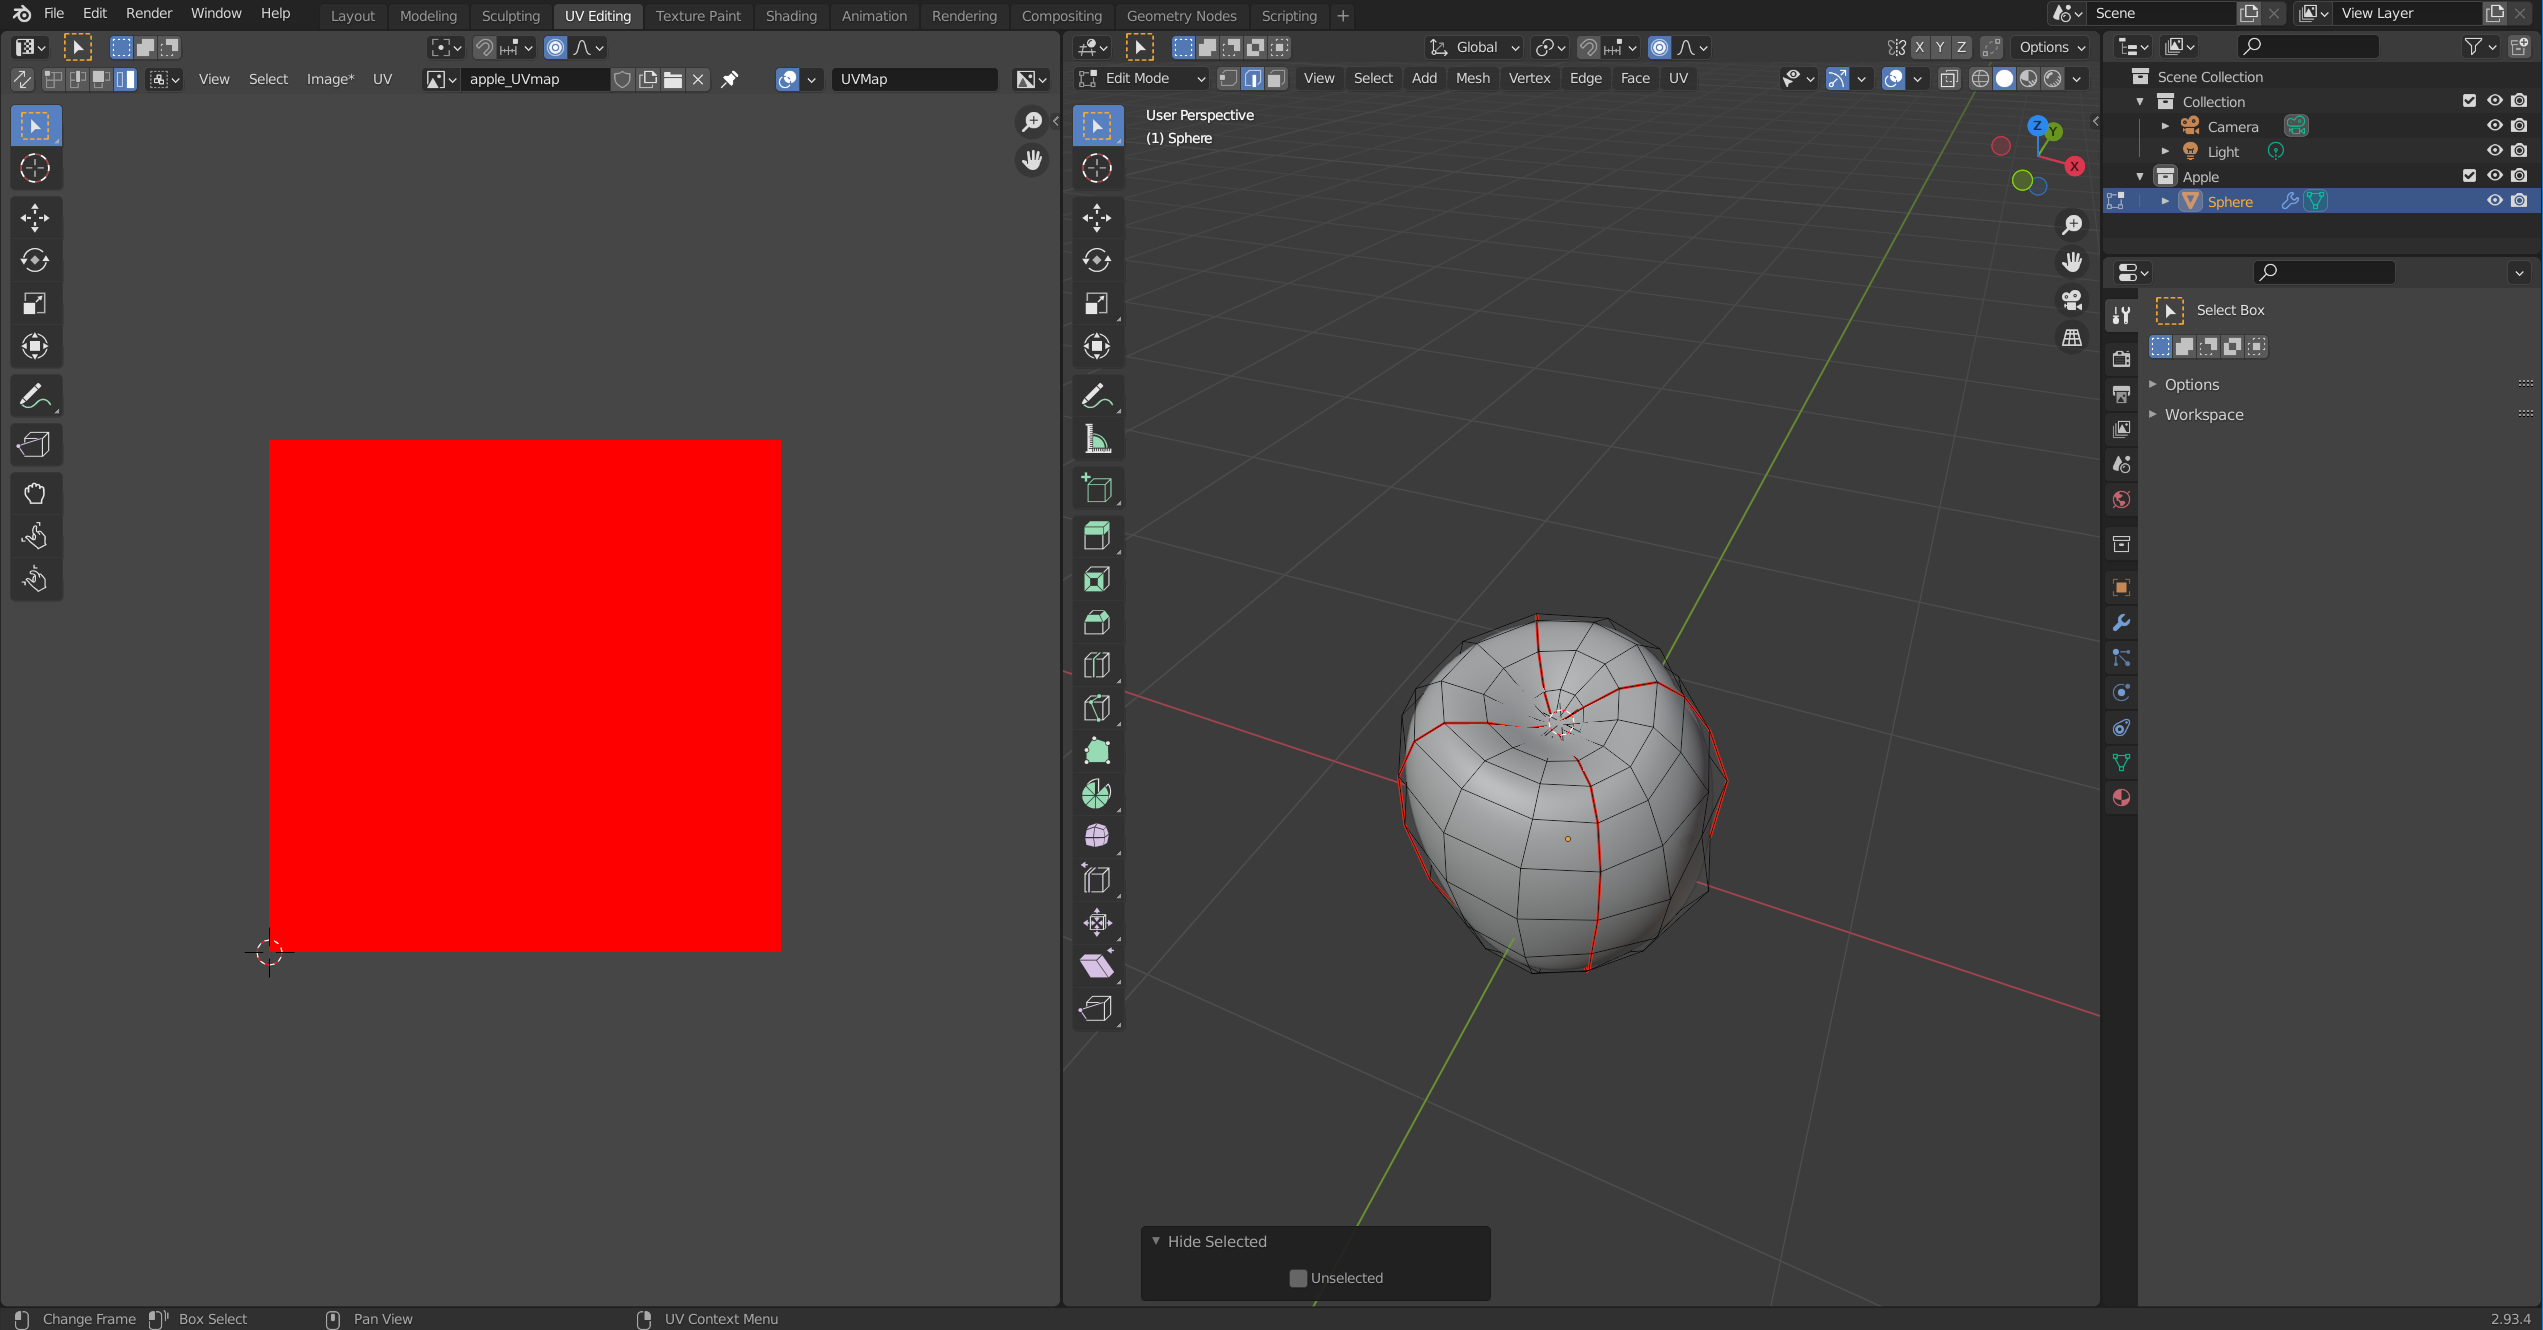 File Edit Render Window Help Layout Modeling Sculpting UV Editing Texture Paint Shading Animation Rendering Compositing Geometry Nodes Scripting + Scene View Layer
Global X Y Z Options
View Select Image* UV apple_UVmap UVMap Edit Mode View Select Add Mesh Vertex Edge Face UV
Scene Collection
Collection
Camera
Light
Apple
Sphere
User Perspective
(1) Sphere
Z
Y
X
Select Box
Options
Workspace
Hide Selected
Unselected
Change Frame Box Select Pan View UV Context Menu 2.93.4